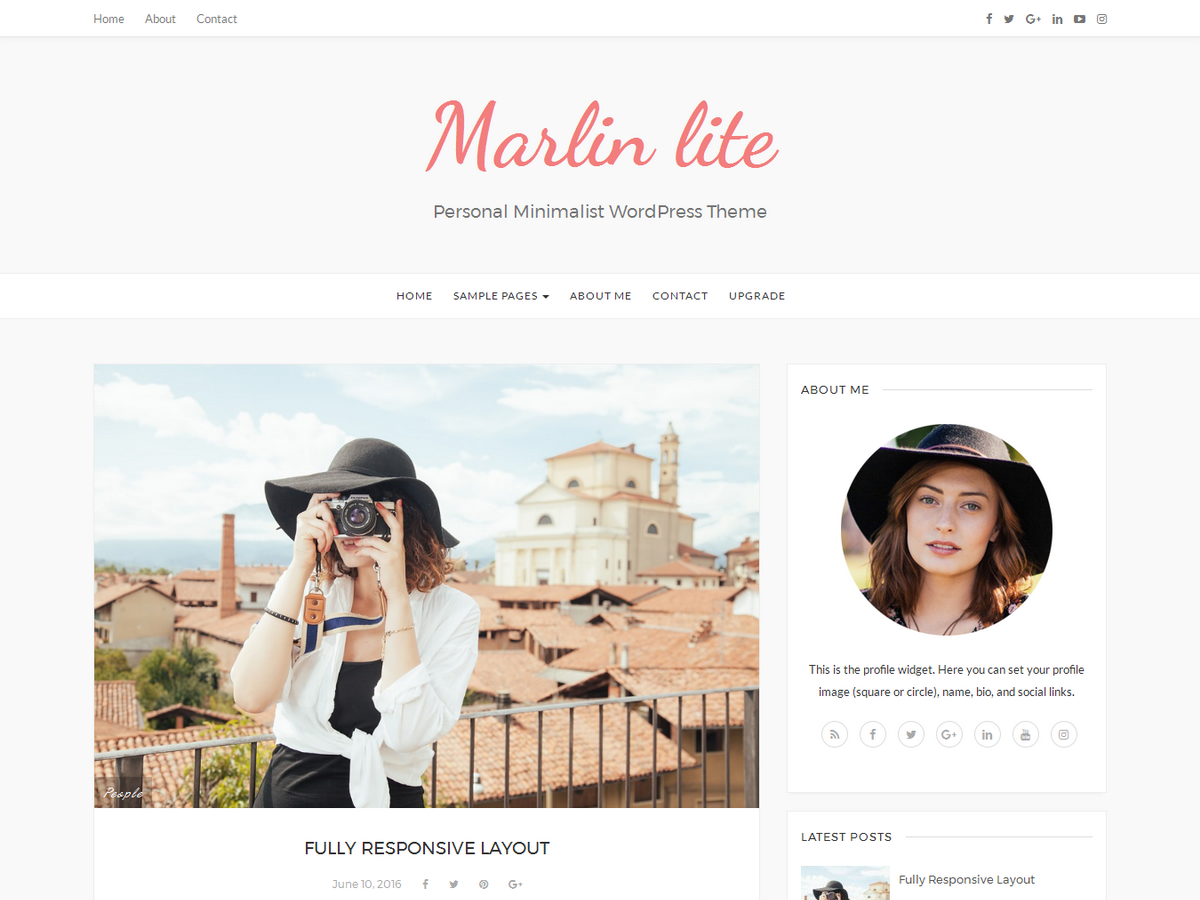 Home About Contact
Marlin lite
Personal Minimalist WordPress Theme
HOME SAMPLE PAGES ABOUT ME CONTACT UPGRADE
People
FULLY RESPONSIVE LAYOUT
June 10, 2016
ABOUT ME
This is the profile widget. Here you can set your profile
image (square or circle), name, bio, and social links.
LATEST POSTS
Fully Responsive Layout